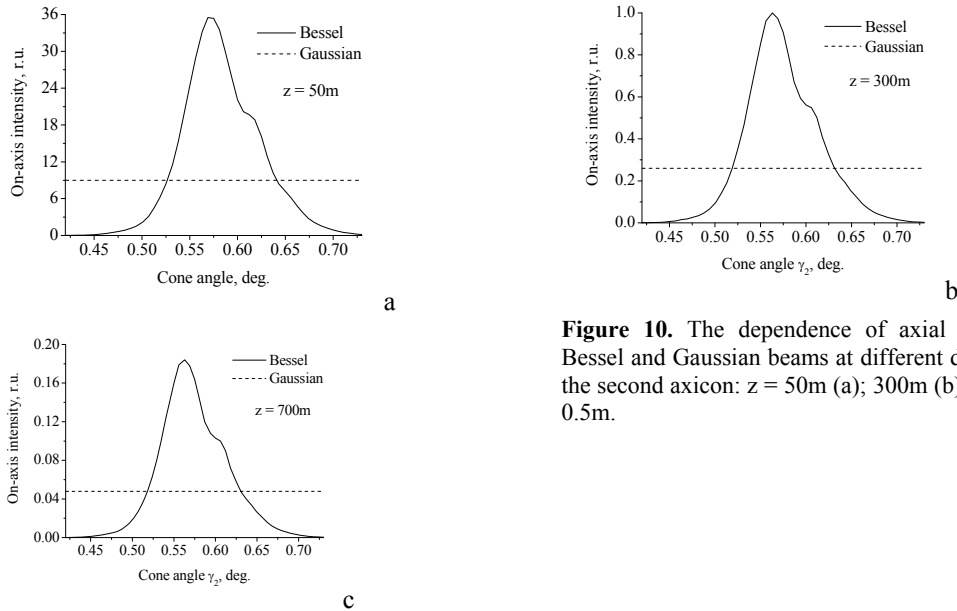 On-axis intensity, r.u.
36
30
24
18
12
6
0
Bessel
Gaussian
z = 50m
0.45 0.50 0.55 0.60 0.65 0.70
Cone angle, deg.
a
On-axis intensity, r.u.
1.0
0.8
0.6
0.4
0.2
0.0
Bessel
Gaussian
z = 300m
0.45 0.50 0.55 0.60 0.65 0.70
Cone angle γ₂, deg.
b
On-axis intensity, r.u.
0.20
0.16
0.12
0.08
0.04
0.00
Bessel
Gaussian
z = 700m
0.45 0.50 0.55 0.60 0.65 0.70
Cone angle γ₂, deg.
c
Figure 10. The dependence of axial
Bessel and Gaussian beams at different d
the second axicon: z = 50m (a); 300m (b)
0.5m.